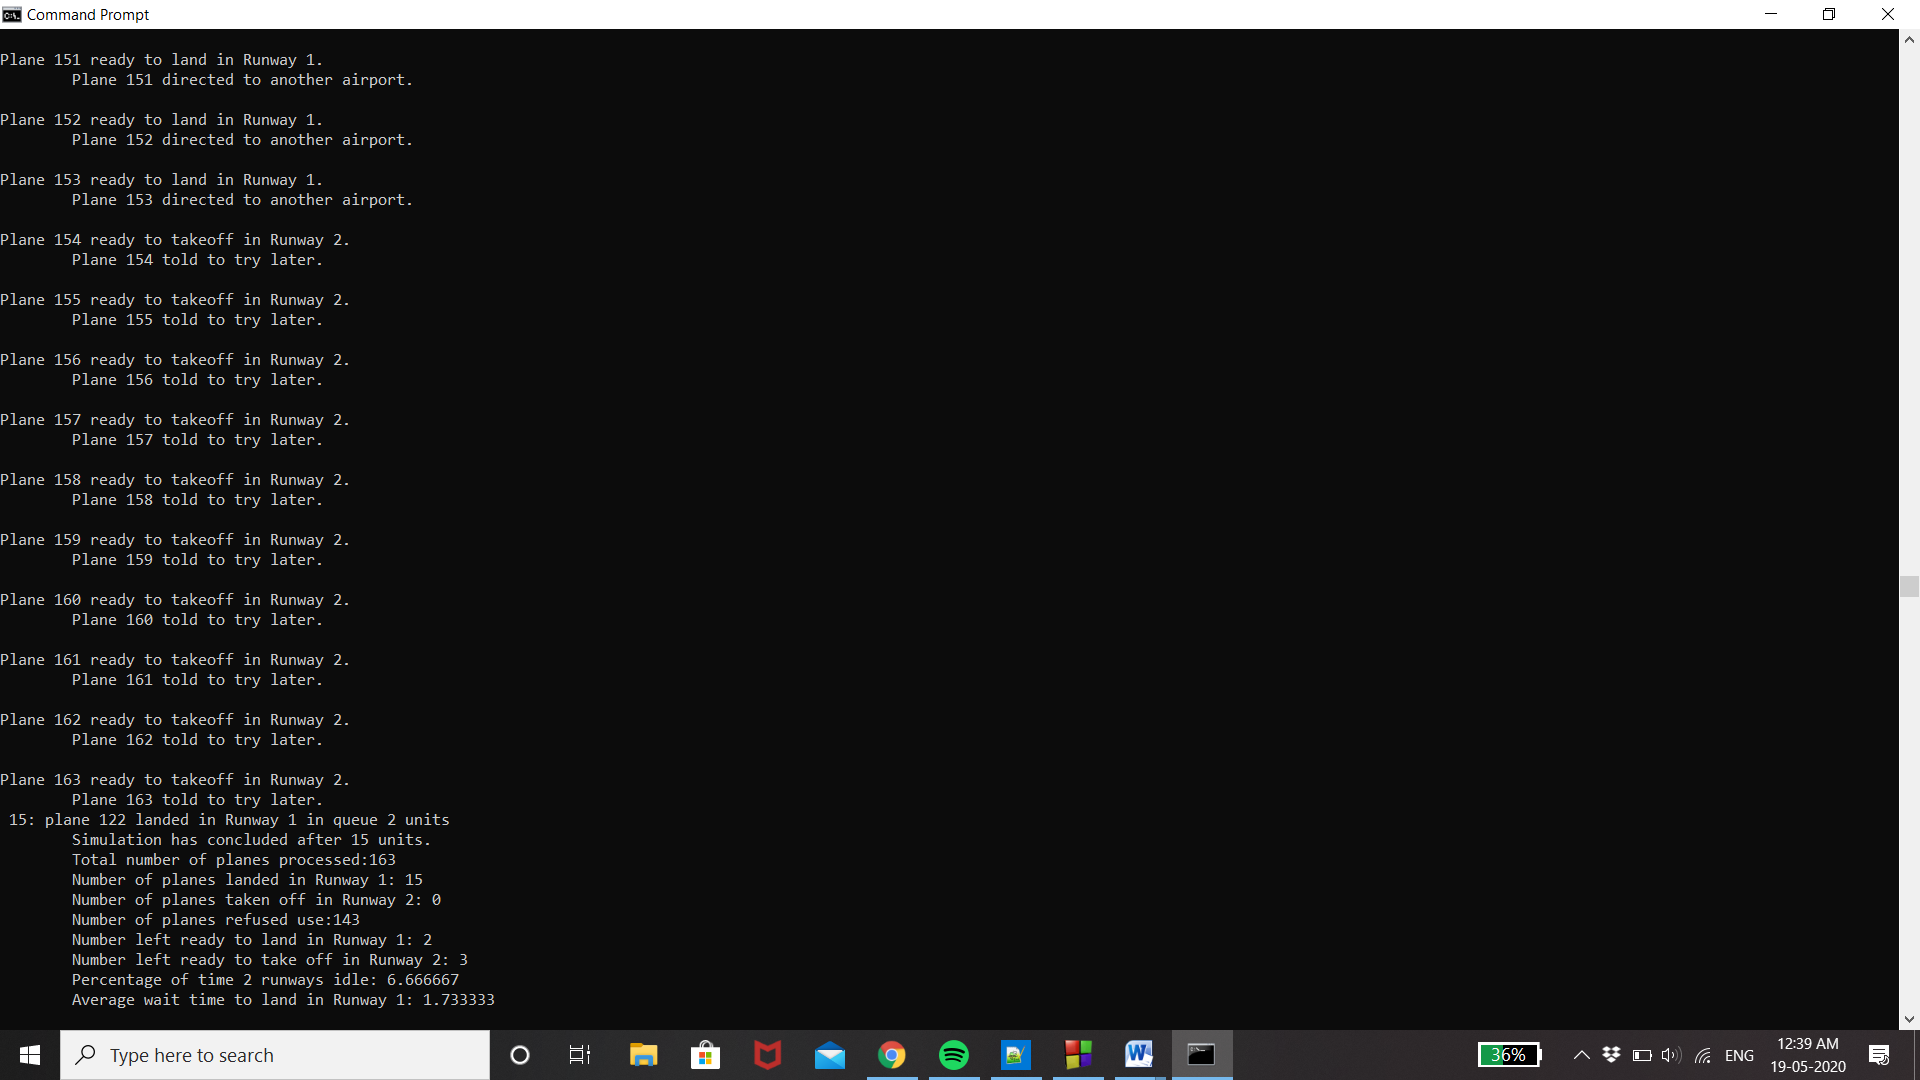 Command Prompt
Plane 151 ready to land in Runway 1.
Plane 151 directed to another airport.
Plane 152 ready to land in Runway 1.
Plane 152 directed to another airport.
Plane 153 ready to land in Runway 1.
Plane 153 directed to another airport.
Plane 154 ready to takeoff in Runway 2.
Plane 154 told to try later.
Plane 155 ready to takeoff in Runway 2.
Plane 155 told to try later.
Plane 156 ready to takeoff in Runway 2.
Plane 156 told to try later.
Plane 157 ready to takeoff in Runway 2.
Plane 157 told to try later.
Plane 158 ready to takeoff in Runway 2.
Plane 158 told to try later.
Plane 159 ready to takeoff in Runway 2.
Plane 159 told to try later.
Plane 160 ready to takeoff in Runway 2.
Plane 160 told to try later.
Plane 161 ready to takeoff in Runway 2.
Plane 161 told to try later.
Plane 162 ready to takeoff in Runway 2.
Plane 162 told to try later.
Plane 163 ready to takeoff in Runway 2.
Plane 163 told to try later.
15: plane 122 landed in Runway 1 in queue 2 units
Simulation has concluded after 15 units.
Total number of planes processed:163
Number of planes landed in Runway 1: 15
Number of planes taken off in Runway 2: 0
Number of planes refused use:143
Number left ready to land in Runway 1: 2
Number left ready to take off in Runway 2: 3
Percentage of time 2 runways idle: 6.666667
Average wait time to land in Runway 1: 1.733333
Type here to search
36%
ENG
12:39 AM
19-05-2020